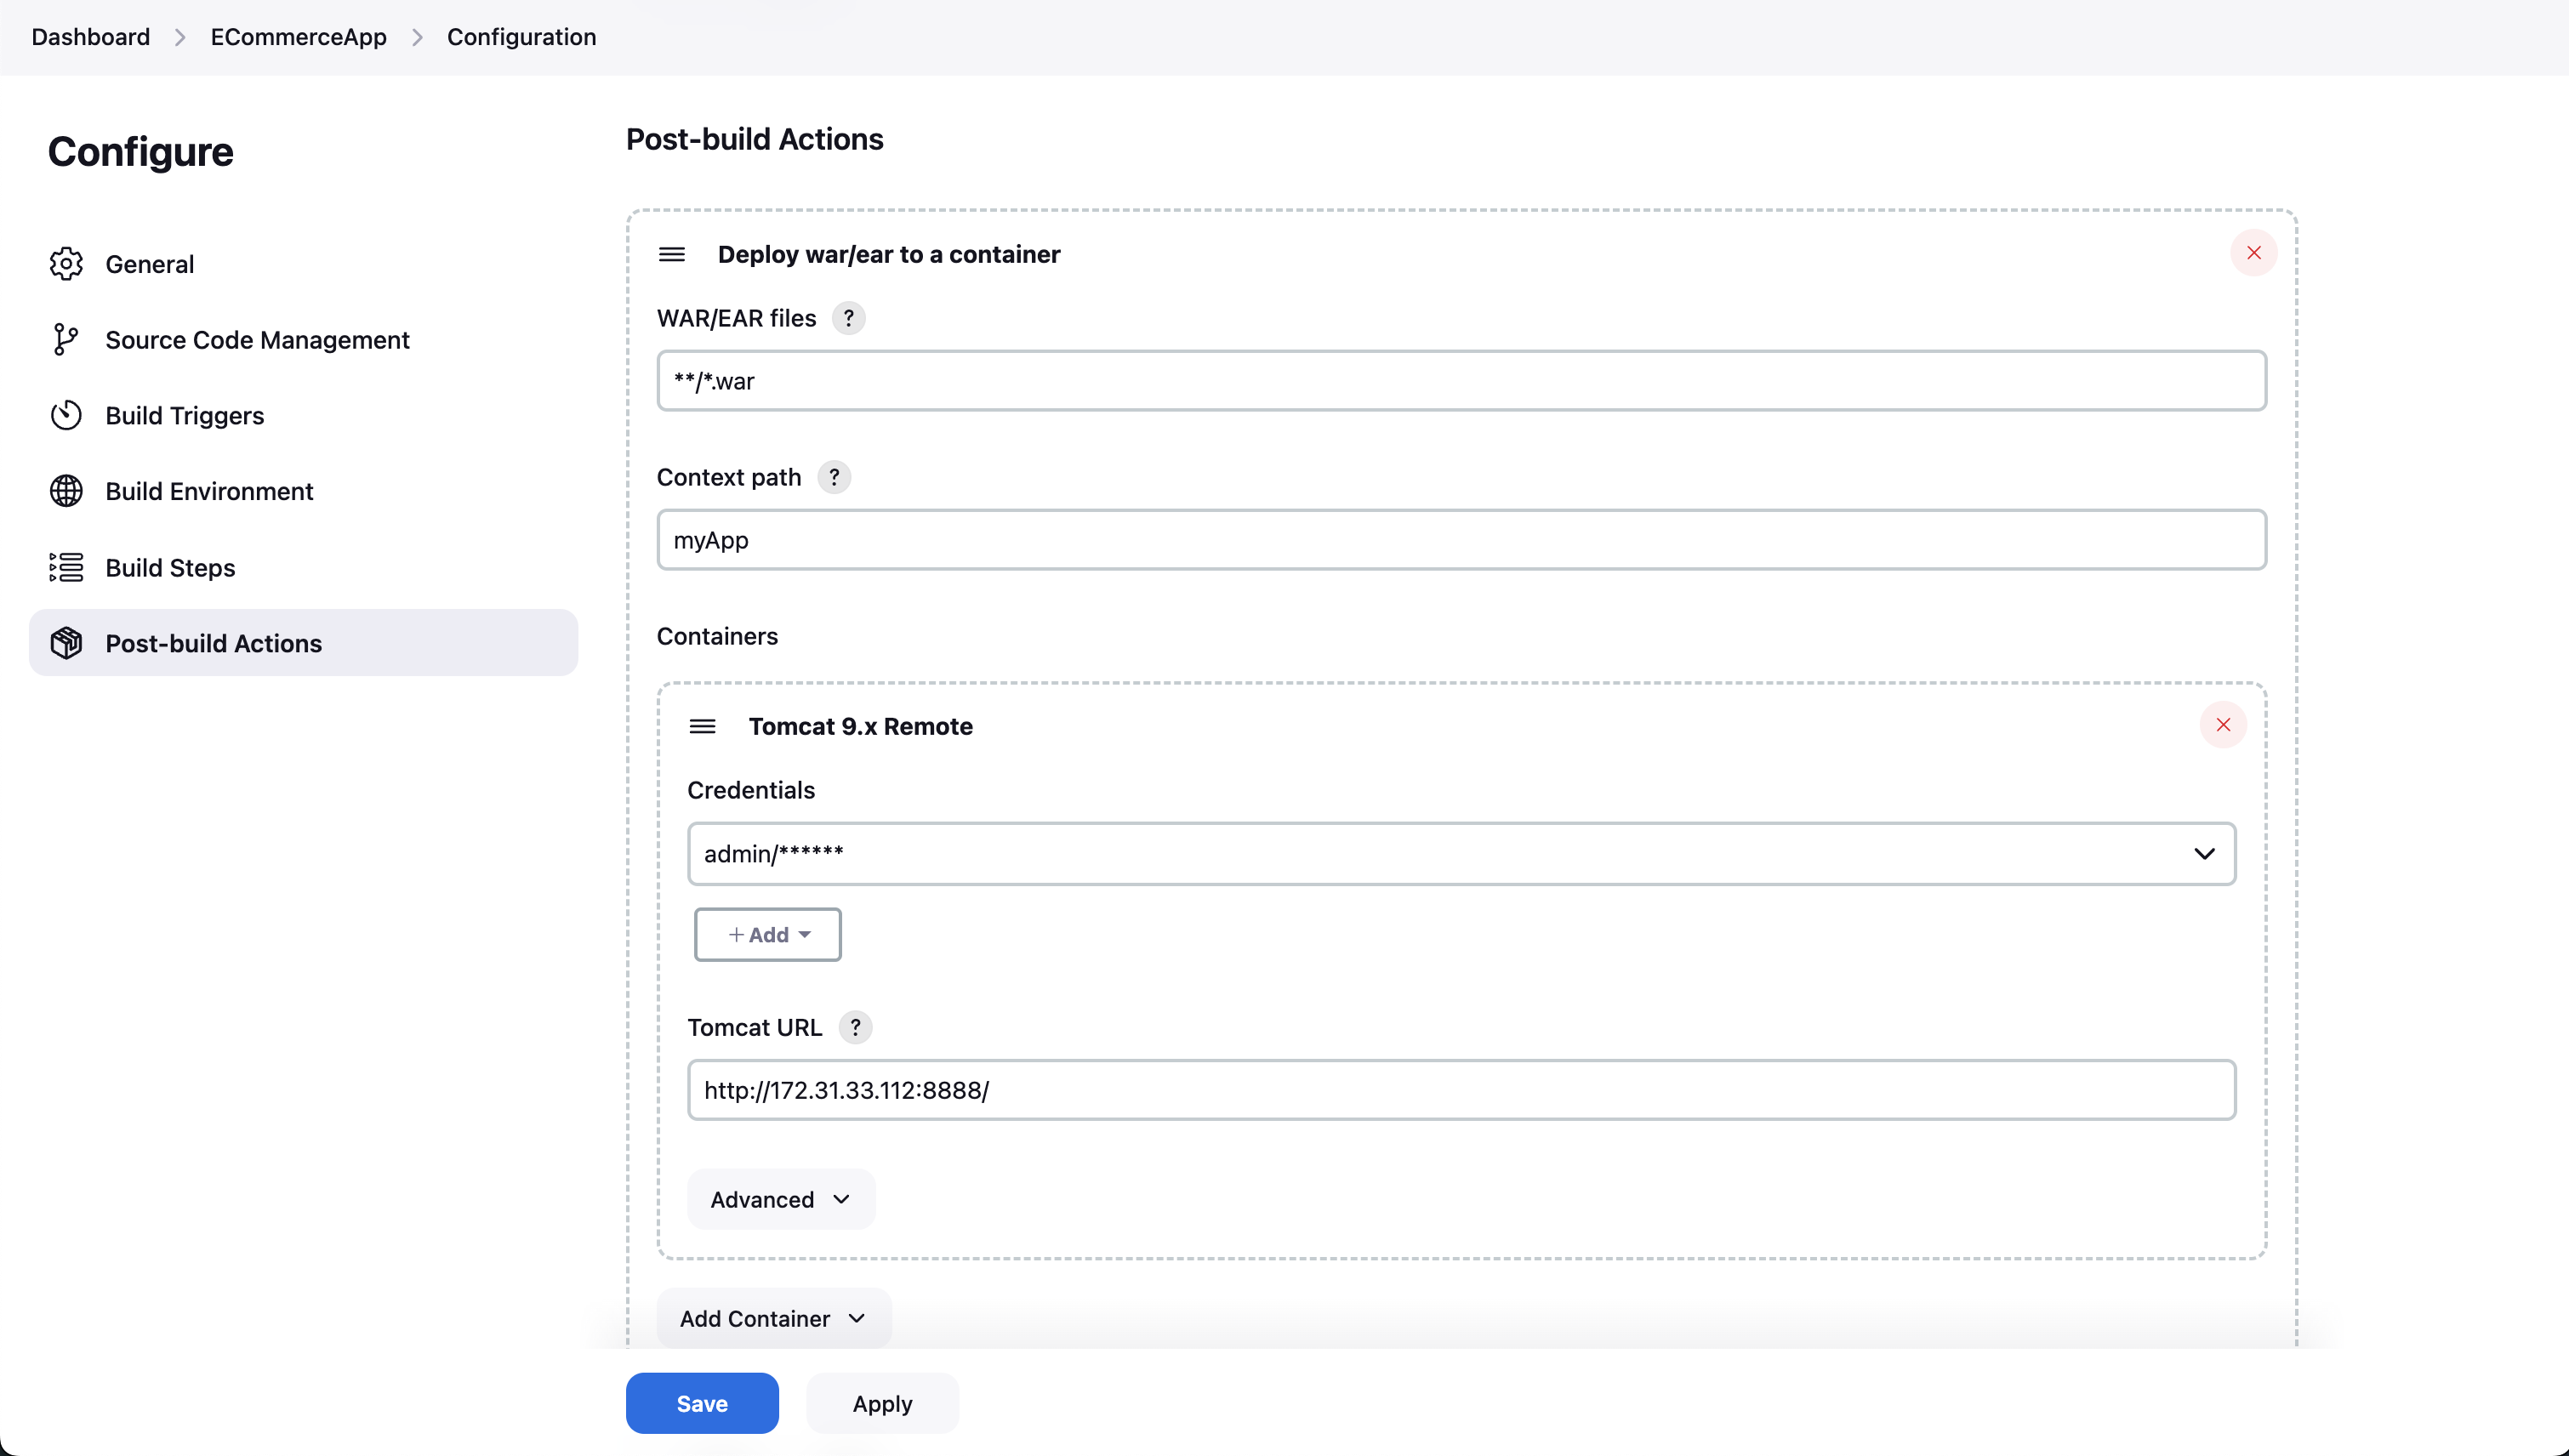 Dashboard > ECommerceApp > Configuration
Configure
General
Source Code Management
Build Triggers
Build Environment
Build Steps
Post-build Actions
Post-build Actions
Deploy war/ear to a container
WAR/EAR files ?
**/*.war
Context path ?
myApp
Containers
Tomcat 9.x Remote
Credentials
admin/******
+ Add
Tomcat URL ?
http://172.31.33.112:8888/
Advanced
Add Container
Save Apply